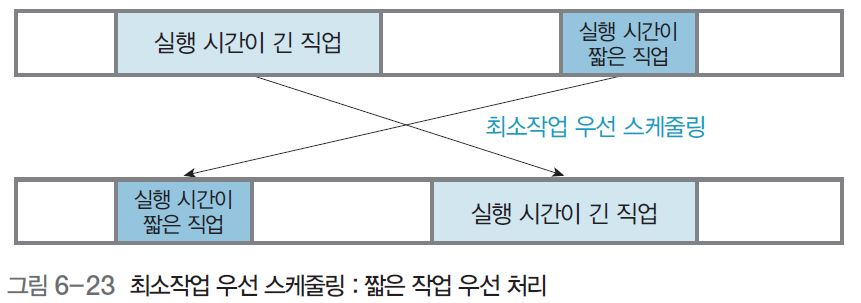 실행 시간이 긴 직업
실행 시간이
짧은 직업
최소작업 우선 스케줄링
실행 시간이
짧은 직업
실행 시간이 긴 직업
그림 6-23 최소작업 우선 스케줄링 : 짧은 작업 우선 처리